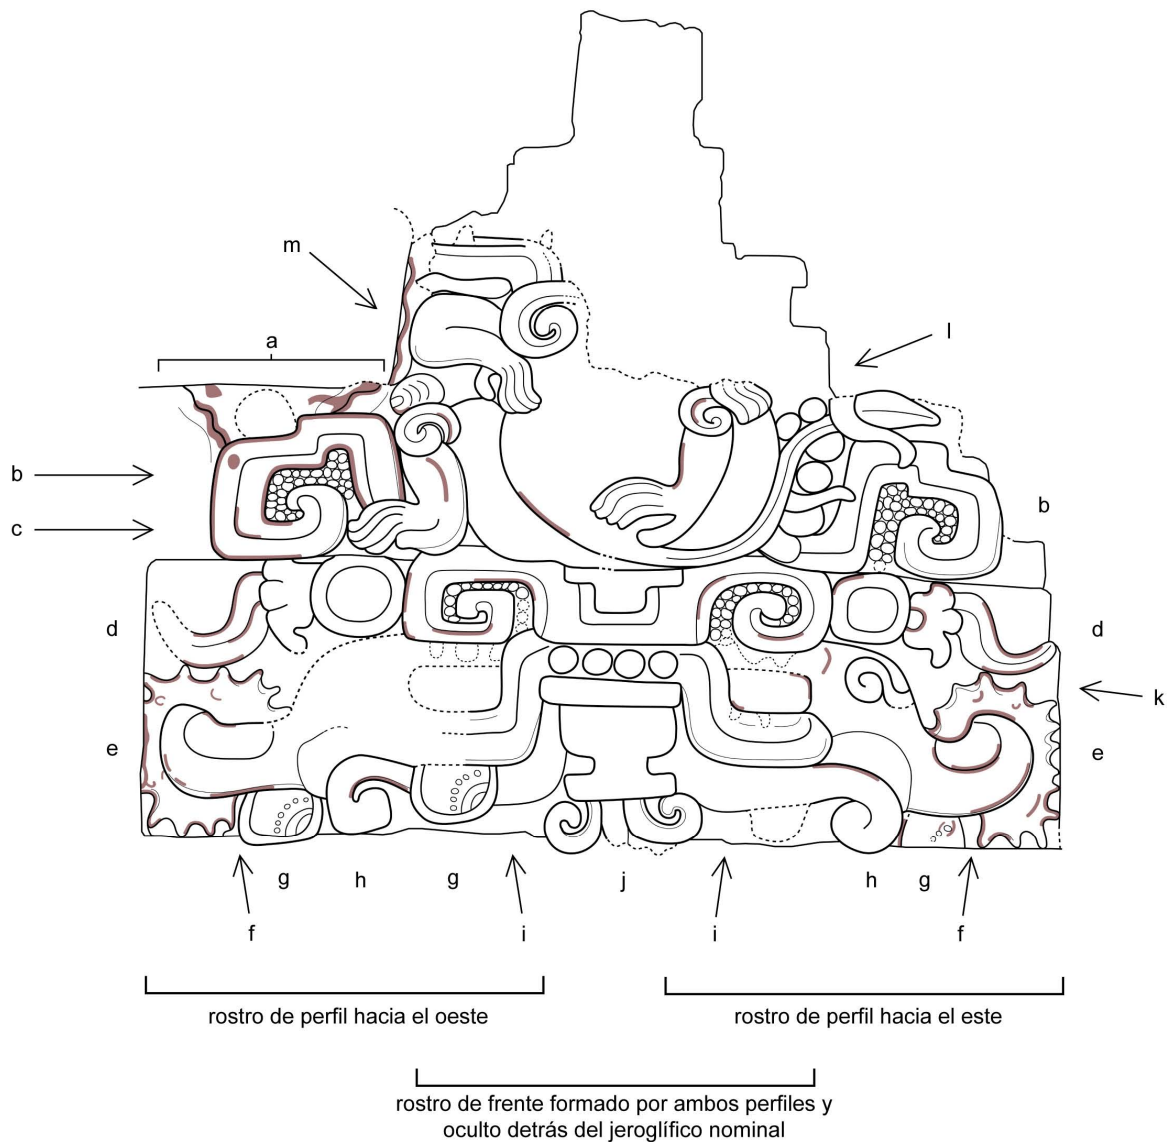 m
l
a
b
c
b
d
d
k
e
e
g h g j h g
f i i f
rostro de perfil hacia el oeste
rostro de perfil hacia el este
rostro de frente formado por ambos perfiles y
oculto detrás del jeroglífico nominal